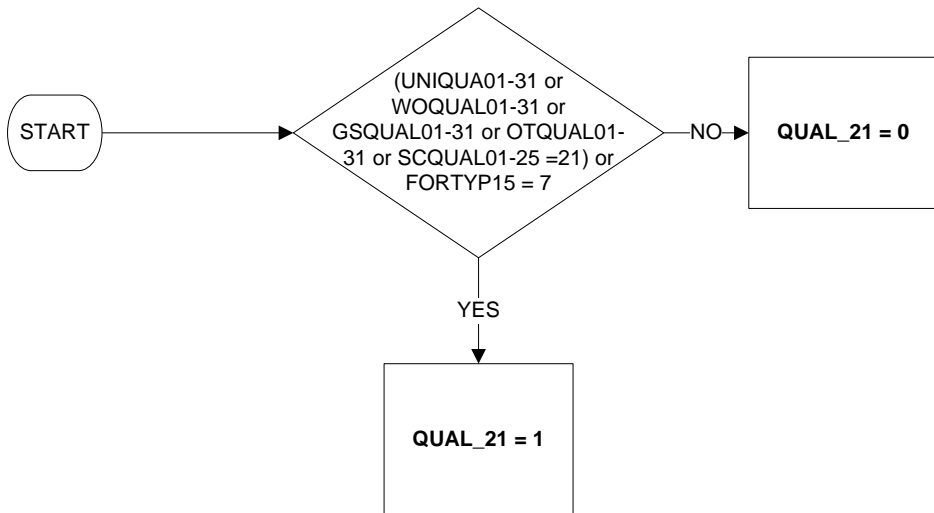 START
(UNIQUA01-31 or
WOQUAL01-31 or
GSQUAL01-31 or OTQUAL01-
31 or SCQUAL01-25 =21) or
FORTYP15 = 7
NO
QUAL_21 = 0
YES
QUAL_21 = 1